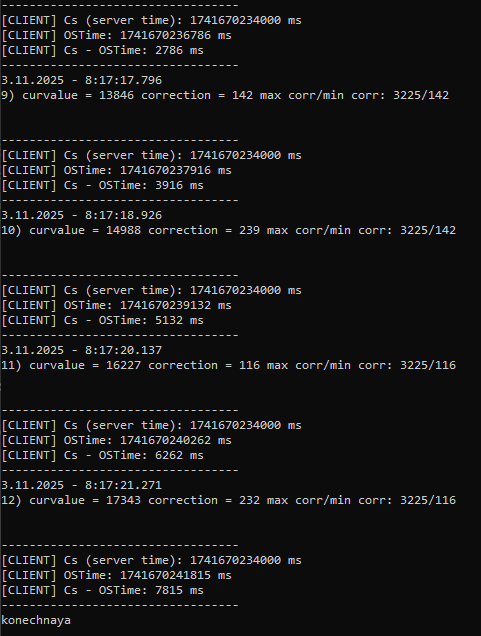 ----------------------------------
[CLIENT] Cs (server time): 1741670234000 ms
[CLIENT] OSTime: 1741670236786 ms
[CLIENT] Cs - OSTime: 2786 ms
----------------------------------
3.11.2025 - 8:17:17.796
9) curvalue = 13846 correction = 142 max corr/min corr: 3225/142
----------------------------------
[CLIENT] Cs (server time): 1741670234000 ms
[CLIENT] OSTime: 1741670237916 ms
[CLIENT] Cs - OSTime: 3916 ms
----------------------------------
3.11.2025 - 8:17:18.926
10) curvalue = 14988 correction = 239 max corr/min corr: 3225/142
----------------------------------
[CLIENT] Cs (server time): 1741670234000 ms
[CLIENT] OSTime: 1741670239132 ms
[CLIENT] Cs - OSTime: 5132 ms
----------------------------------
3.11.2025 - 8:17:20.137
11) curvalue = 16227 correction = 116 max corr/min corr: 3225/116
----------------------------------
[CLIENT] Cs (server time): 1741670234000 ms
[CLIENT] OSTime: 1741670240262 ms
[CLIENT] Cs - OSTime: 6262 ms
----------------------------------
3.11.2025 - 8:17:21.271
12) curvalue = 17343 correction = 232 max corr/min corr: 3225/116
----------------------------------
[CLIENT] Cs (server time): 1741670234000 ms
[CLIENT] OSTime: 1741670241815 ms
[CLIENT] Cs - OSTime: 7815 ms
----------------------------------
konechnaya